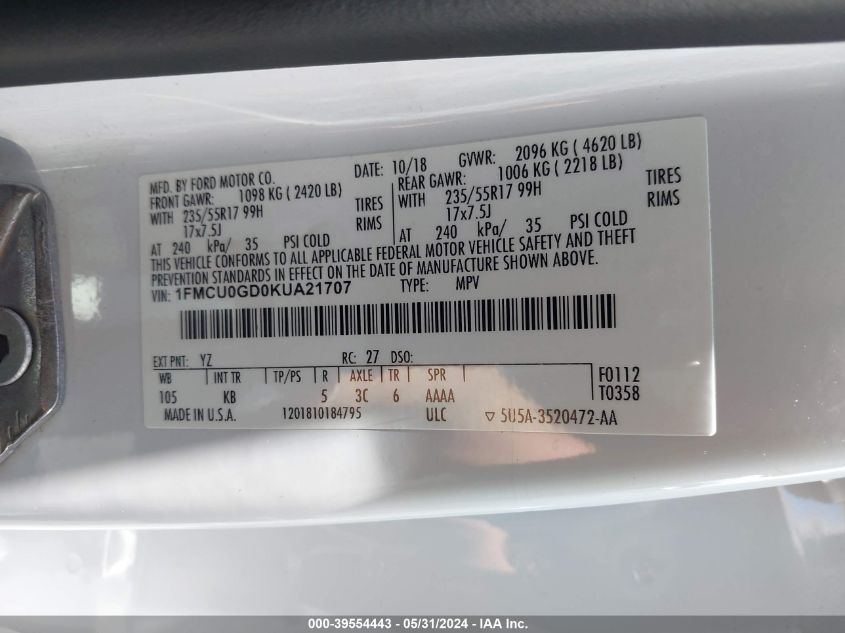 MFD. BY FORD MOTOR CO. DATE: 10/18 GVWR: 2096 KG ( 4620 LB)
FRONT GAWR: 1098 KG ( 2420 LB) REAR GAWR: 1006 KG ( 2218 LB)
WITH 235/55R17 99H TIRES WITH 235/55R17 99H TIRES
17x7.5J RIMS 17x7.5J RIMS
AT 240 kPa/ 35 PSI COLD AT 240 kPa/ 35 PSI COLD
THIS VEHICLE CONFORMS TO ALL APPLICABLE FEDERAL MOTOR VEHICLE SAFETY AND THEFT
PREVENTION STANDARDS IN EFFECT ON THE DATE OF MANUFACTURE SHOWN ABOVE.
VIN: 1FMCU0GD0KUA21707 TYPE: MPV
EXT PNT: YZ RC: 27 DSO:
WB INT TR TP/PS R AXLE TR SPR F0112
105 KB 5 3C 6 AAAA T0358
MADE IN U.S.A. 1201810184795 ULC ▽ 5U5A-3520472-AA
000-39554443 - 05/31/2024 - IAA Inc.